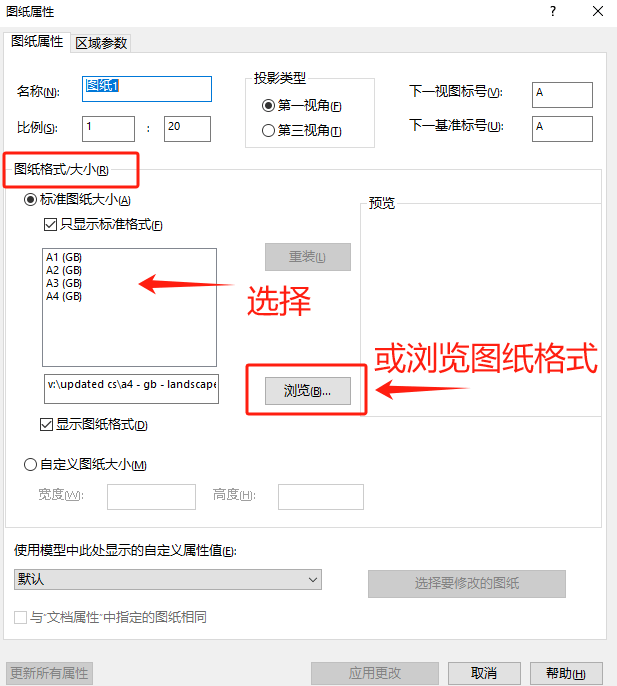 图纸属性
图纸属性 区域参数
名称(N): 图纸1
投影类型
第一视角(F)
第三视角(T)
下一视图标号(V): A
比例(S): 1 : 20
下一基准标号(U): A
图纸格式/大小(R)
标准图纸大小(A)
只显示标准格式(F)
预览
A1 (GB)
A2 (GB)
A3 (GB)
A4 (GB)
重装(L)
选择
或浏览图纸格式
v:\updated cs\a4 - gb - landscape
浏览(B)...
显示图纸格式(D)
自定义图纸大小(M)
宽度(W): 高度(H):
使用模型中此处显示的自定义属性值(E):
默认
选择要修改的图纸
与“文档属性”中指定的图纸相同
更新所有属性 应用更改 取消 帮助(H)